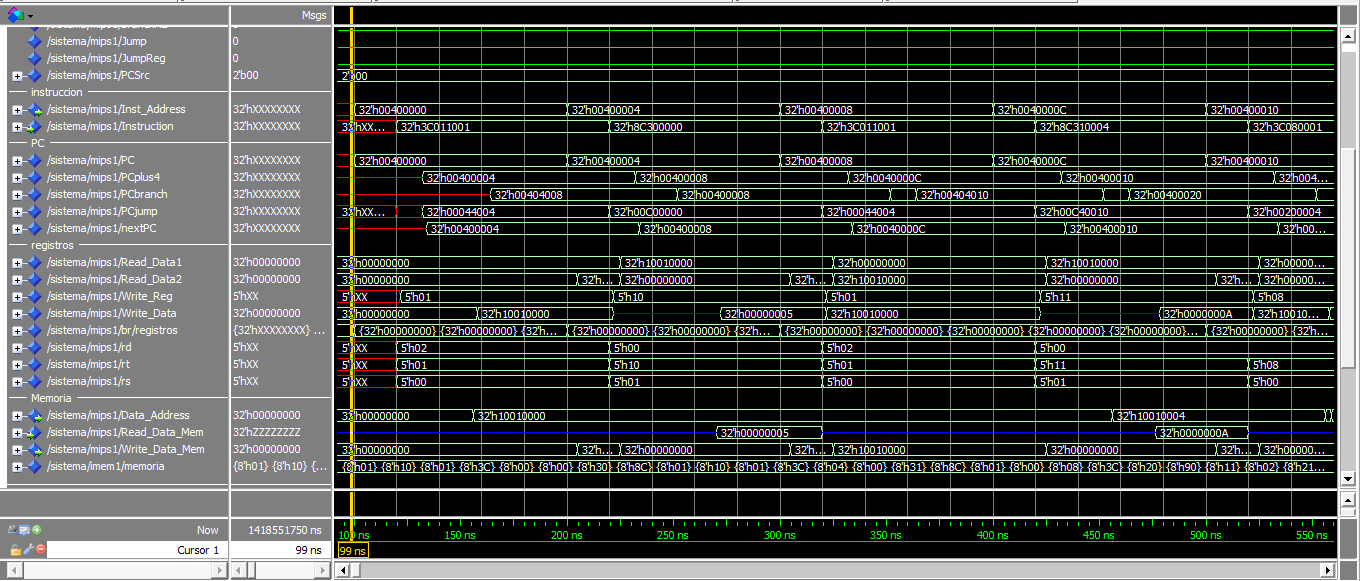 Msgs
/sistema/mips1/Jump 0
/sistema/mips1/JumpReg 0
/sistema/mips1/PCSrc 2'b00 2'b00
instruccion
/sistema/mips1/Inst_Address 32'hXXXXXXXX 32'h00400000 32'h00400004 32'h00400008 32'h0040000C 32'h00400010
/sistema/mips1/Instruction 32'hXXXXXXXX 32'hXX... 32'h3C011001 32'h8C300000 32'h3C011001 32'h8C310004 32'h3C080001
PC
/sistema/mips1/PC 32'hXXXXXXXX 32'h00400000 32'h00400004 32'h00400008 32'h0040000C 32'h00400010
/sistema/mips1/PCplus4 32'hXXXXXXXX 32'h00400004 32'h00400008 32'h0040000C 32'h00400010 32'h004...
/sistema/mips1/PCbranch 32'hXXXXXXXX 32'h00404008 32'h00400008 32'h00404010 32'h00400020
/sistema/mips1/PCjump 32'hXXXXXXXX 32'hXX... 32'h00044004 32'h00C00000 32'h00044004 32'h00C40010 32'h00200004
/sistema/mips1/nextPC 32'hXXXXXXXX 32'h00400004 32'h00400008 32'h0040000C 32'h00400010 32'h00...
registros
/sistema/mips1/Read_Data1 32'h00000000 32'h00000000 32'h10010000 32'h00000000 32'h10010000 32'h00000...
/sistema/mips1/Read_Data2 32'h00000000 32'h00000000 32'h... 32'h00000000 32'h... 32'h10010000 32'h00000000 32'h... 32'h00000...
/sistema/mips1/Write_Reg 5'hXX 5'hXX 5'h01 5'h10 5'h01 5'h11 5'h08
/sistema/mips1/Write_Data 32'h00000000 32'h00000000 32'h10010000 32'h00000005 32'h10010000 32'h0000000A 32'h10010...
/sistema/mips1/br/registros {32'hXXXXXXXX} ... {32'h00000000} {32'h00000000} {32'h... {32'h00000000} {32'h00000000} {32'h00000000} {32'h00000000} {32'h00000000} {32'h00000000}... {32'h00000000} {32'h...
/sistema/mips1/rd 5'hXX 5'hXX 5'h02 5'h00 5'h02 5'h00
/sistema/mips1/rt 5'hXX 5'hXX 5'h01 5'h10 5'h01 5'h11 5'h08
/sistema/mips1/rs 5'hXX 5'hXX 5'h00 5'h01 5'h00 5'h01 5'h00
Memoria
/sistema/mips1/Data_Address 32'h00000000 32'h00000000 32'h10010000 32'h10010004
/sistema/mips1/Read_Data_Mem 32'hZZZZZZZZ 32'h00000005 32'h0000000A
/sistema/mips1/Write_Data_Mem 32'h00000000 32'h00000000 32'h... 32'h00000000 32'h... 32'h10010000 32'h00000000 32'h... 32'h00000...
/sistema/imem1/memoria {8'h01} {8'h10} {... {8'h01} {8'h10} {8'h01} {8'h3C} {8'h00} {8'h00} {8'h30} {8'h8C} {8'h01} {8'h10} {8'h01} {8'h3C} {8'h04} {8'h00} {8'h31} {8'h8C} {8'h01} {8'h00} {8'h08} {8'h3C} {8'h20} {8'h90} {8'h11} {8'h02} {8'h21...
Now 1418551750 ns 150 ns 200 ns 250 ns 300 ns 350 ns 400 ns 450 ns 500 ns 550 ns
Cursor 1 99 ns 99 ns